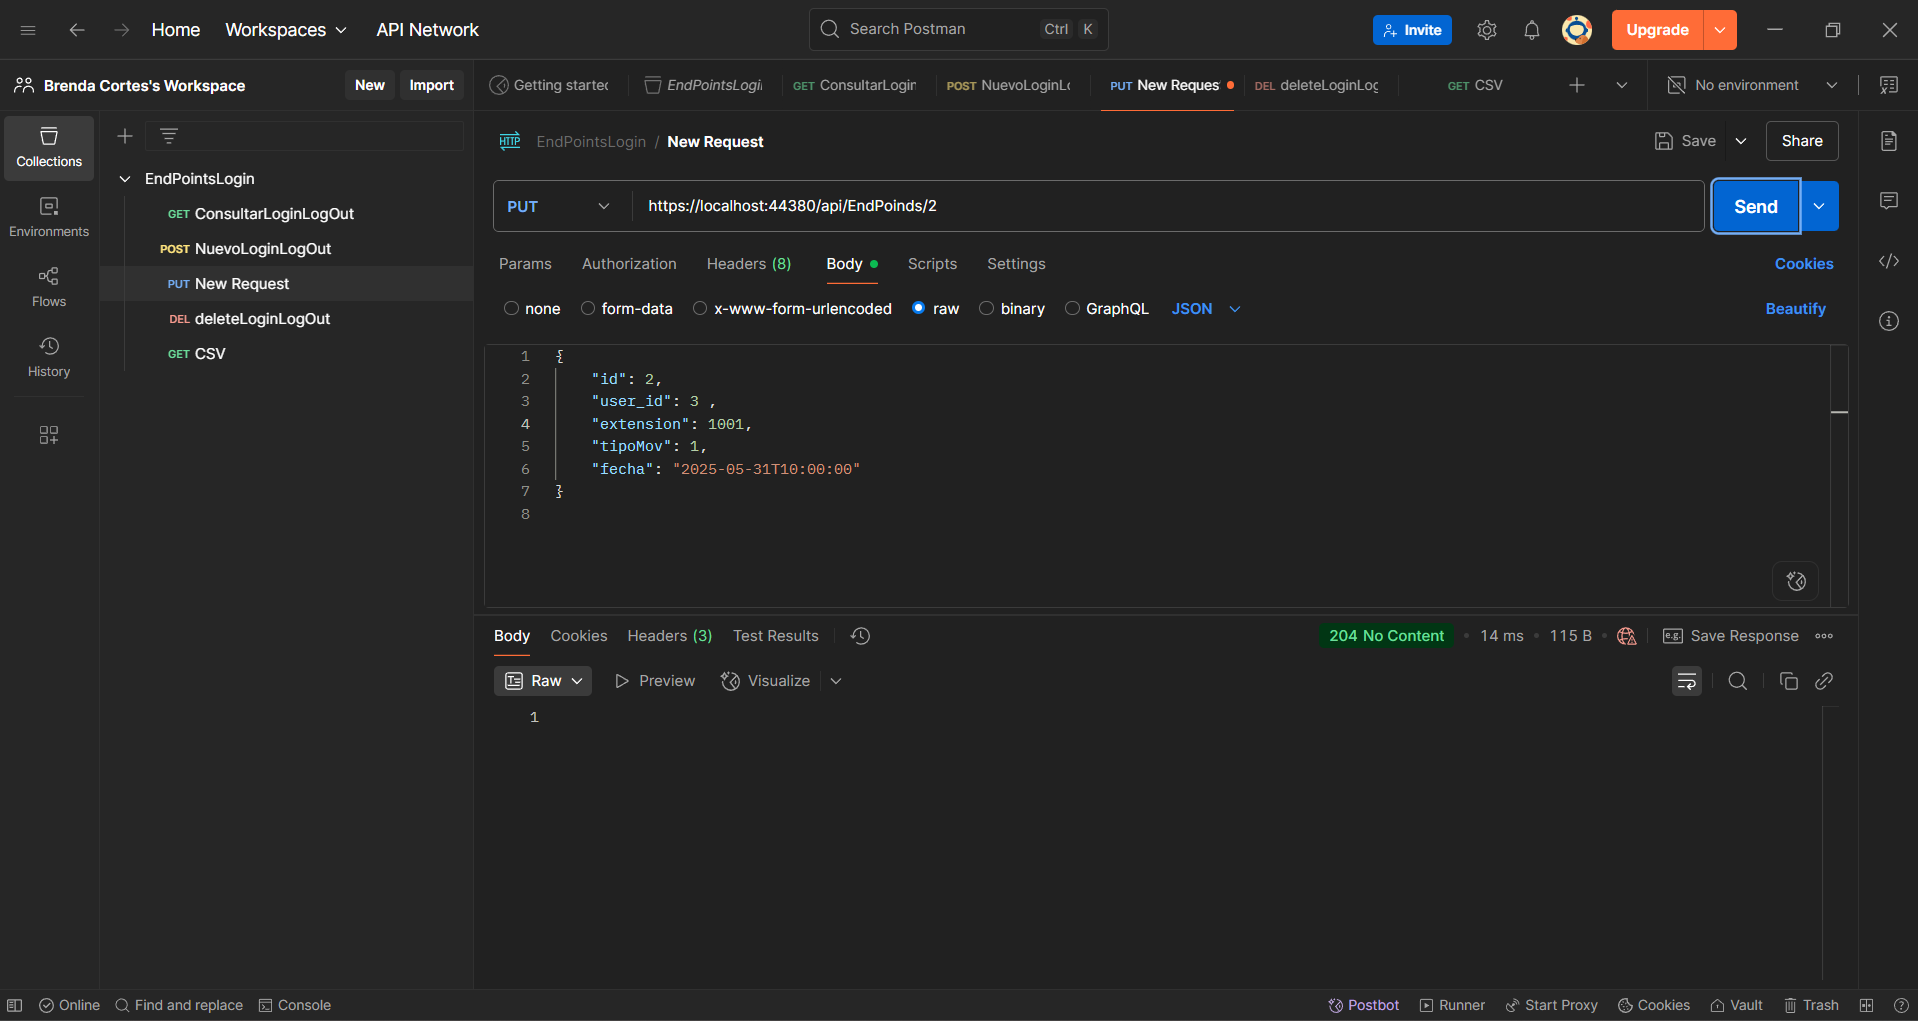 Home Workspaces API Network Search Postman Ctrl K Invite Upgrade
Brenda Cortes's Workspace New Import
Getting started EndPointsLogi GET ConsultarLogin POST NuevoLoginLo PUT New Reques DEL deleteLoginLog GET CSV No environment
Collections
Environments
Flows
History
EndPointsLogin
GET ConsultarLoginLogOut
POST NuevoLoginLogOut
PUT New Request
DEL deleteLoginLogOut
GET CSV
HTTP EndPointsLogin / New Request Save Share
PUT https://localhost:44380/api/EndPoinds/2 Send
Params Authorization Headers (8) Body Scripts Settings Cookies
none form-data x-www-form-urlencoded raw binary GraphQL JSON Beautify
1 {
2 "id": 2,
3 "user_id": 3 ,
4 "extension": 1001,
5 "tipoMov": 1,
6 "fecha": "2025-05-31T10:00:00"
7 }
8
Body Cookies Headers (3) Test Results 204 No Content • 14 ms • 115 B • e.g. Save Response
Raw Preview Visualize
1
Online Find and replace Console Postbot Runner Start Proxy Cookies Vault Trash